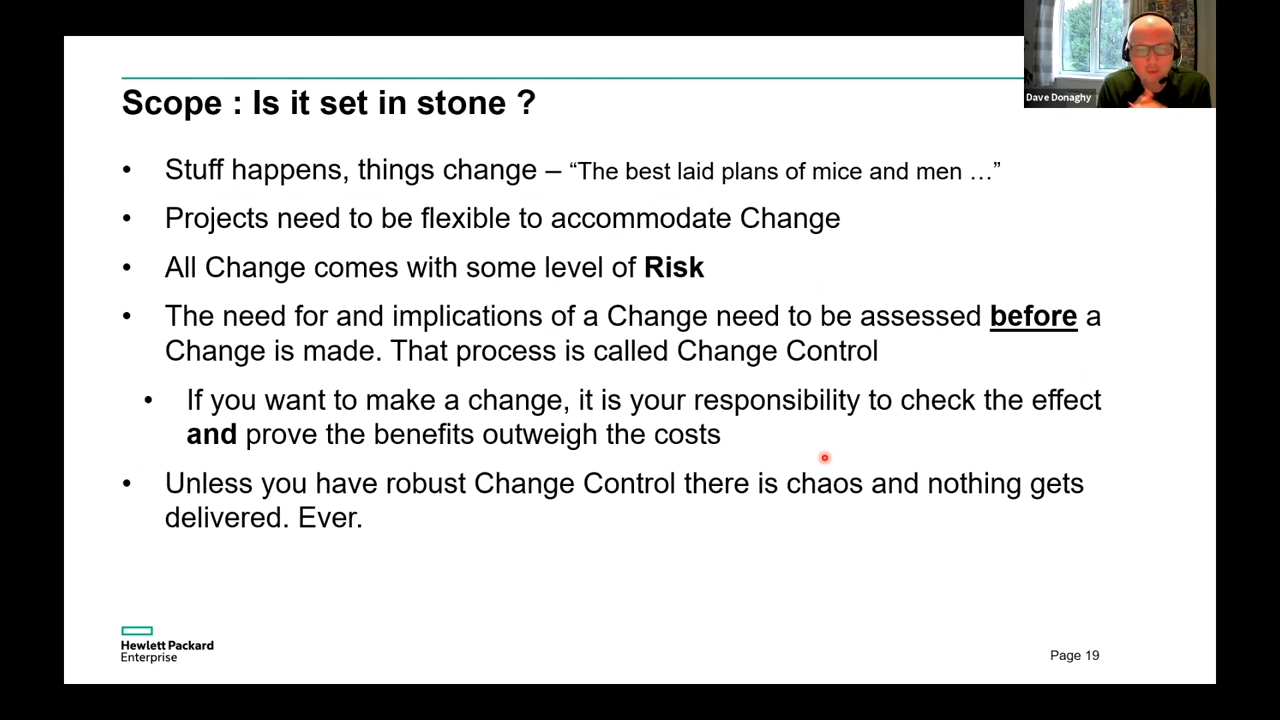 Dave Donaghy
Scope : Is it set in stone ?
• Stuff happens, things change – “The best laid plans of mice and men …”
• Projects need to be flexible to accommodate Change
• All Change comes with some level of Risk
• The need for and implications of a Change need to be assessed before a
Change is made. That process is called Change Control
• If you want to make a change, it is your responsibility to check the effect
and prove the benefits outweigh the costs
• Unless you have robust Change Control there is chaos and nothing gets
delivered. Ever.
Hewlett Packard
Enterprise
Page 19